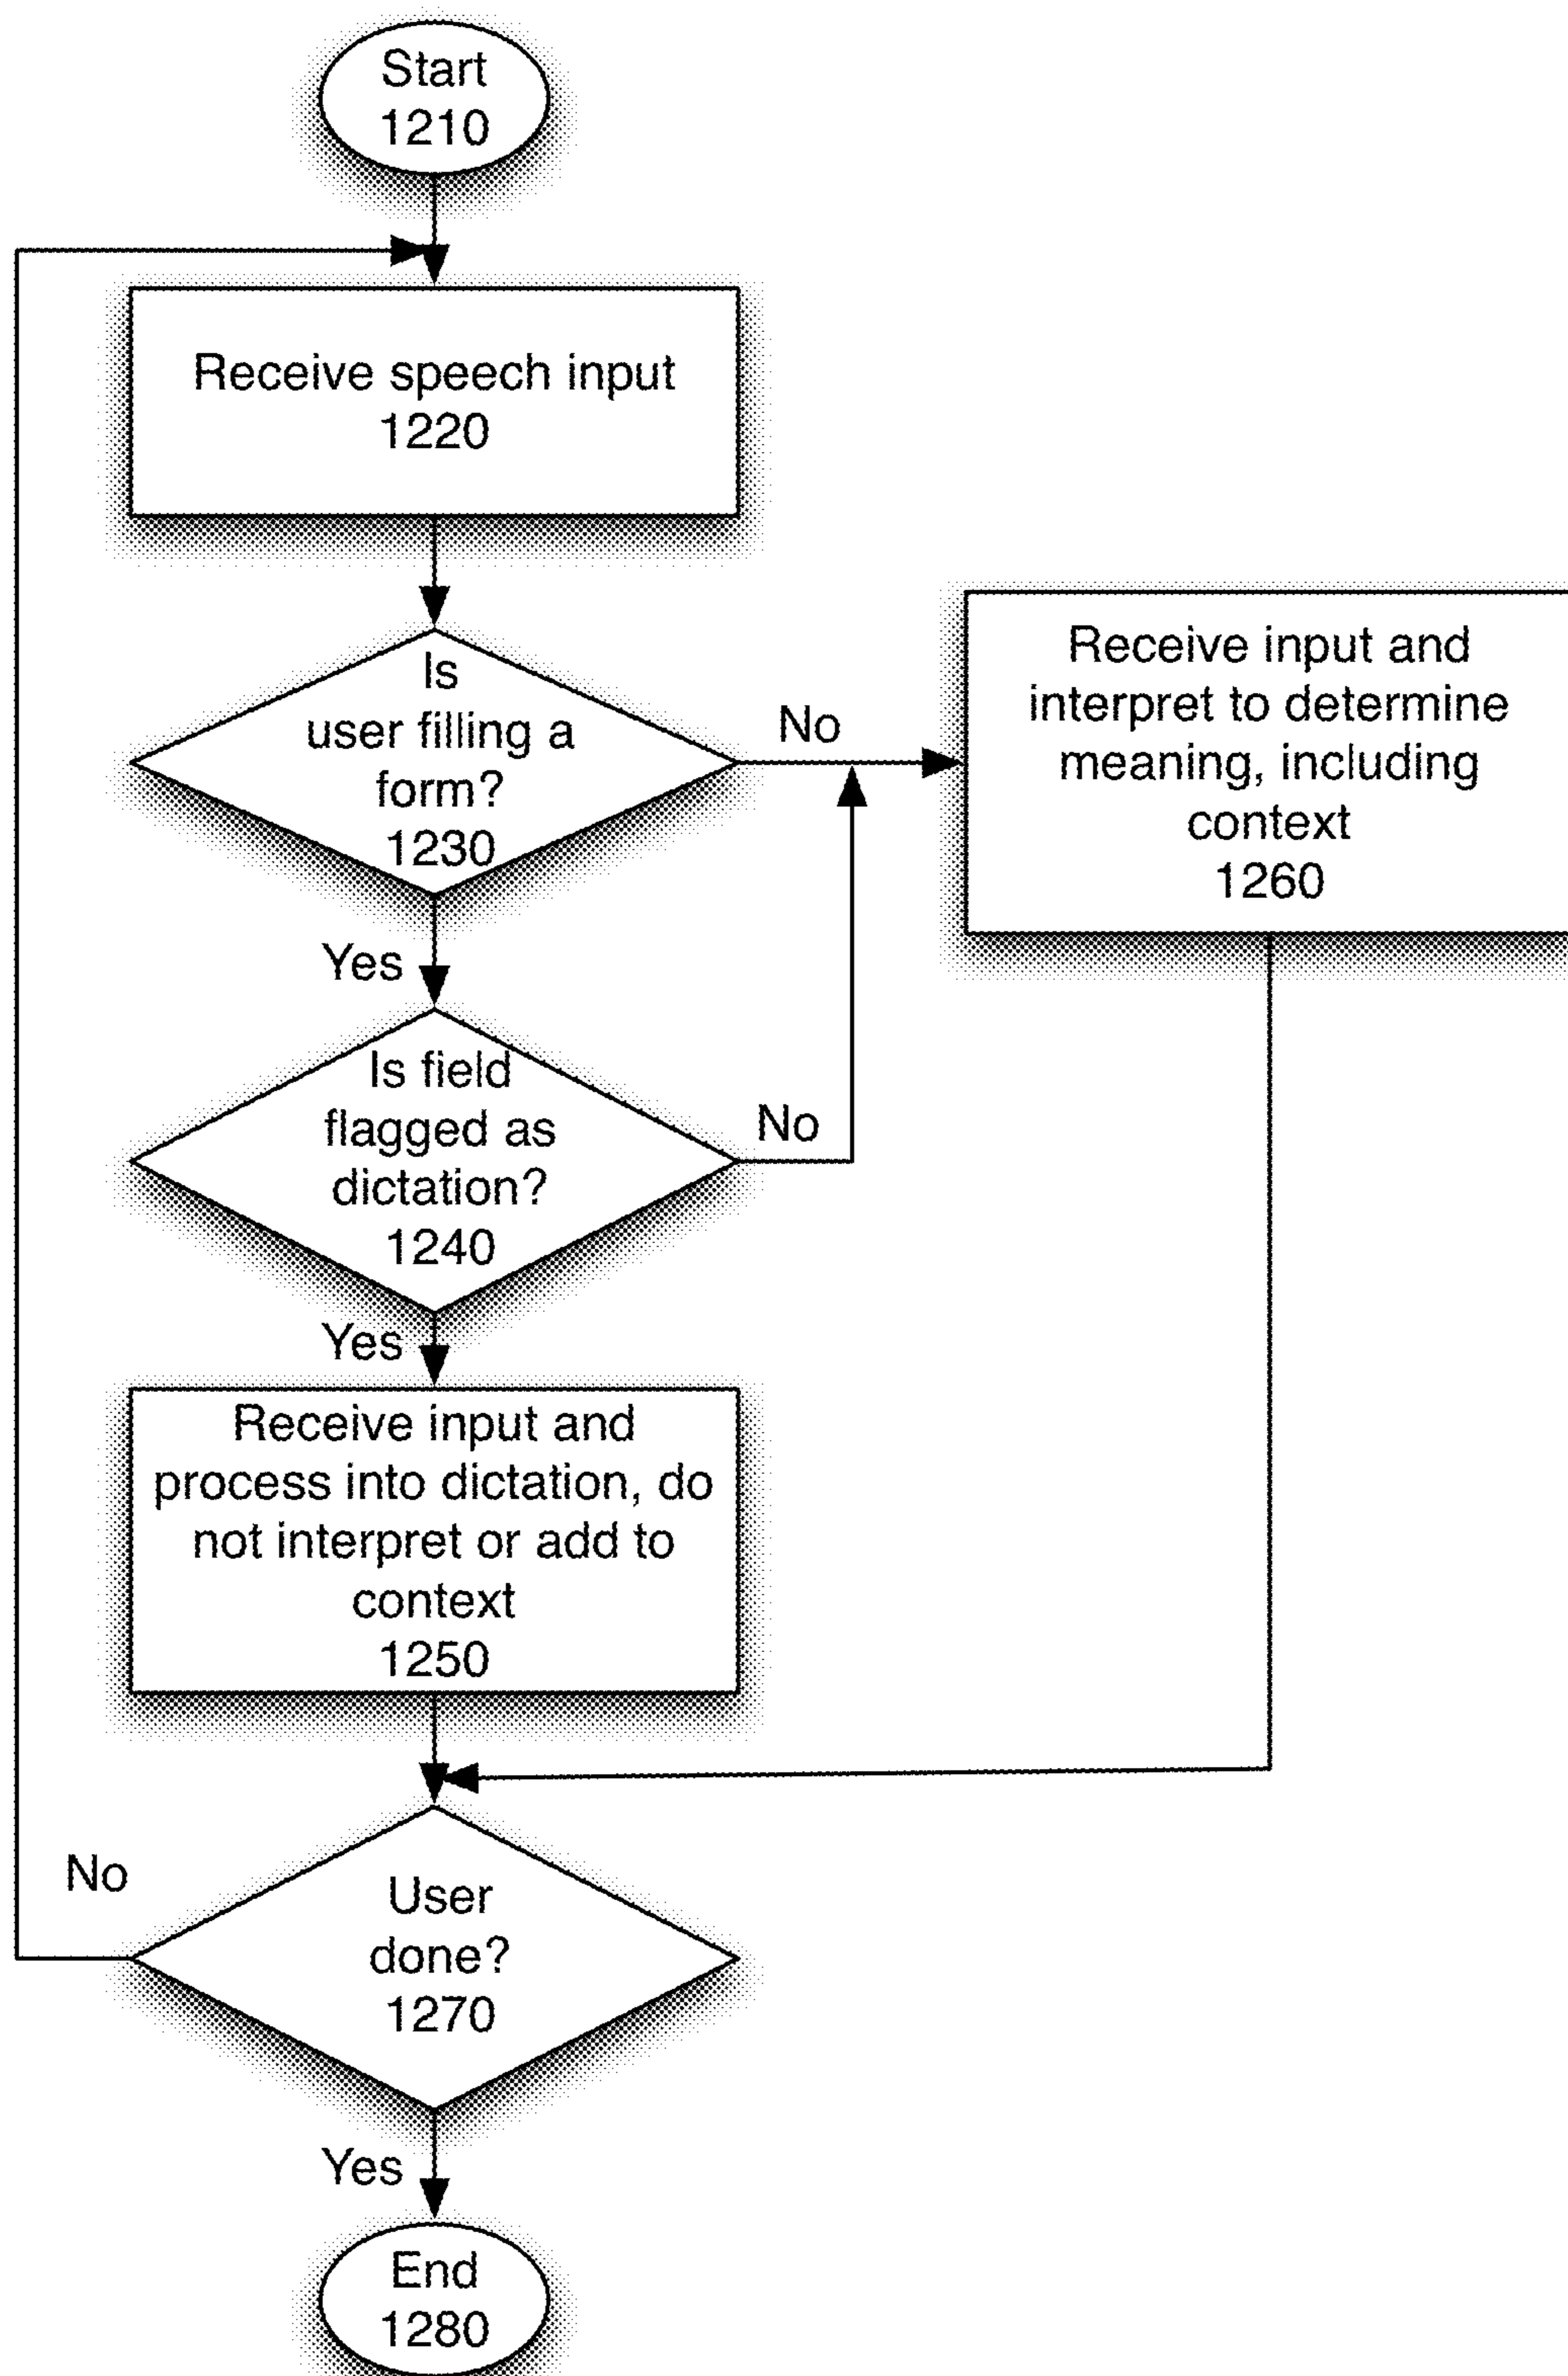 Start
1210
Receive speech input
1220
Is
user filling a
form?
1230
No
Receive input and
interpret to determine
meaning, including
context
1260
Yes
Is field
flagged as
dictation?
1240
No
Yes
Receive input and
process into dictation, do
not interpret or add to
context
1250
No
User
done?
1270
Yes
End
1280